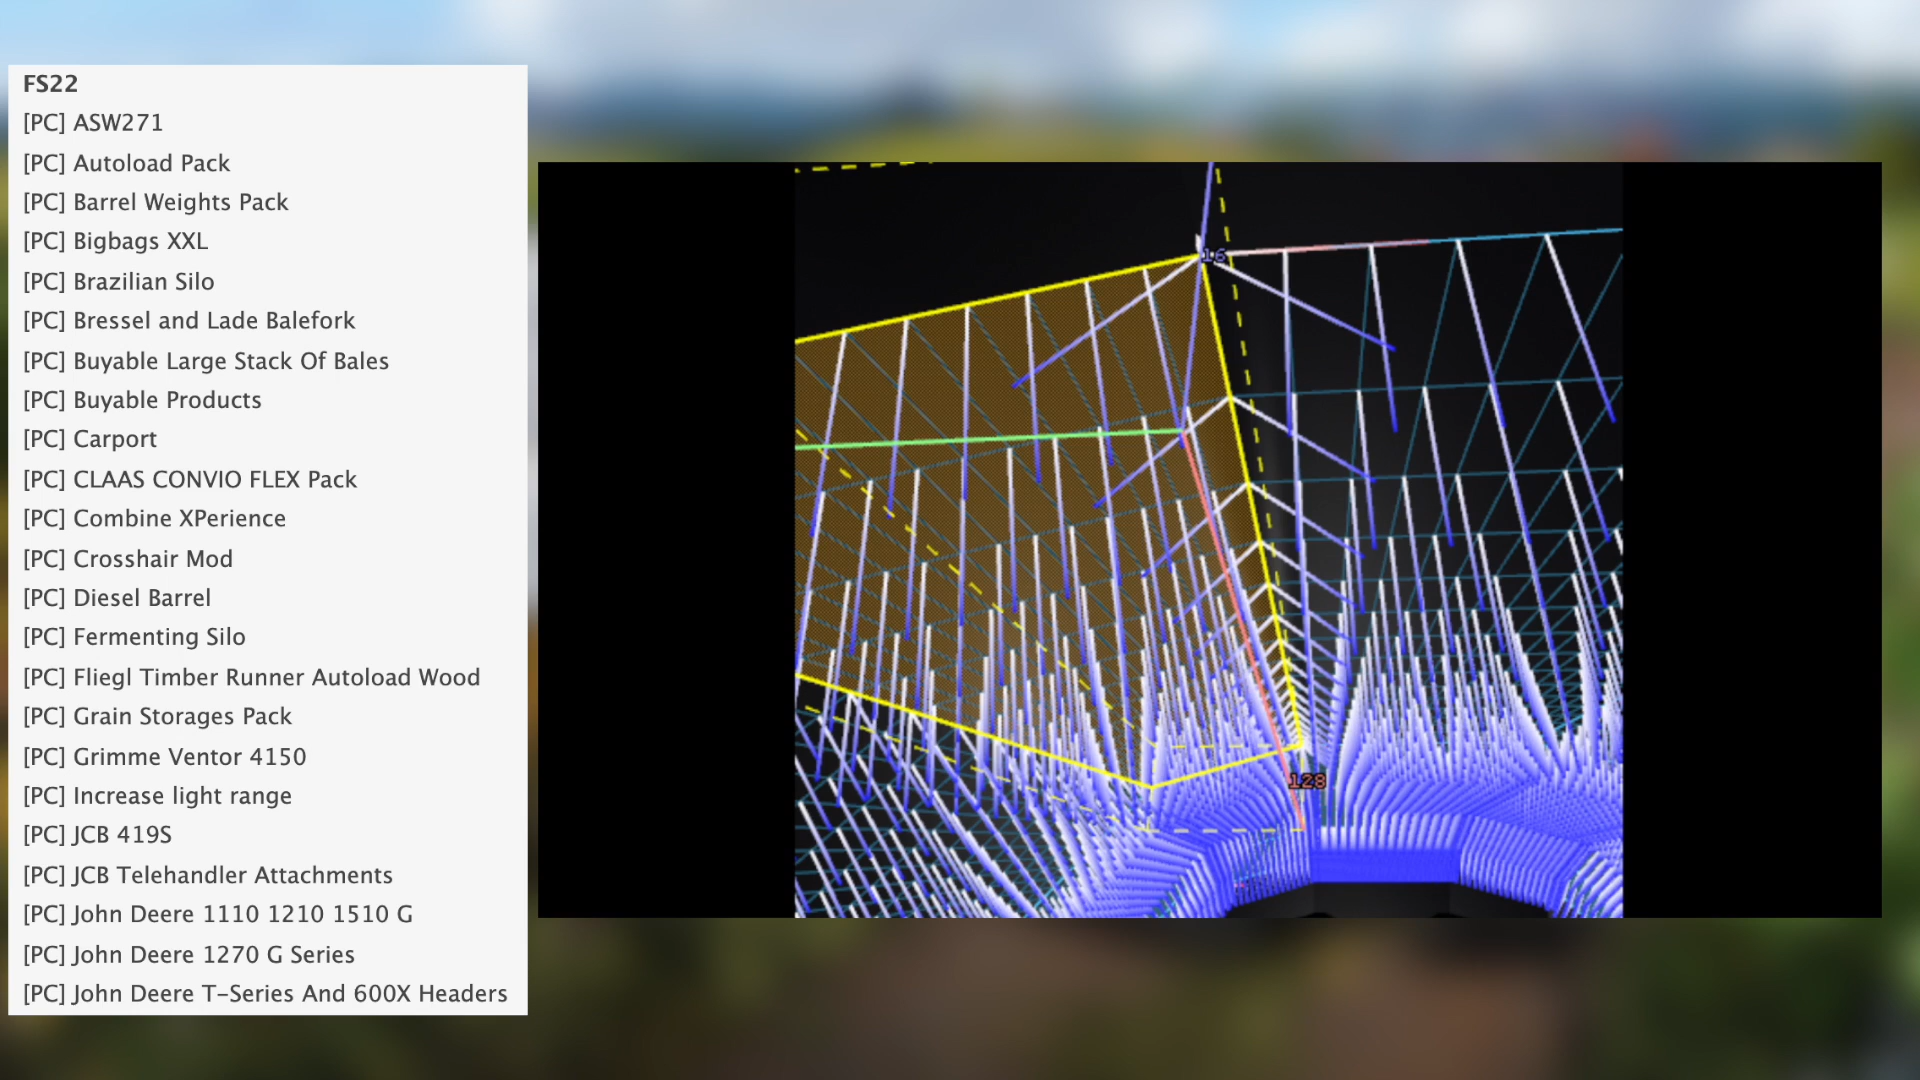 FS22
[PC] ASW271
[PC] Autoload Pack
[PC] Barrel Weights Pack
[PC] Bigbags XXL
[PC] Brazilian Silo
[PC] Bressel and Lade Balefork
[PC] Buyable Large Stack Of Bales
[PC] Buyable Products
[PC] Carport
[PC] CLAAS CONVIO FLEX Pack
[PC] Combine XPerience
[PC] Crosshair Mod
[PC] Diesel Barrel
[PC] Fermenting Silo
[PC] Fliegl Timber Runner Autoload Wood
[PC] Grain Storages Pack
[PC] Grimme Ventor 4150
[PC] Increase light range
[PC] JCB 419S
[PC] JCB Telehandler Attachments
[PC] John Deere 1110 1210 1510 G
[PC] John Deere 1270 G Series
[PC] John Deere T-Series And 600X Headers
16
128